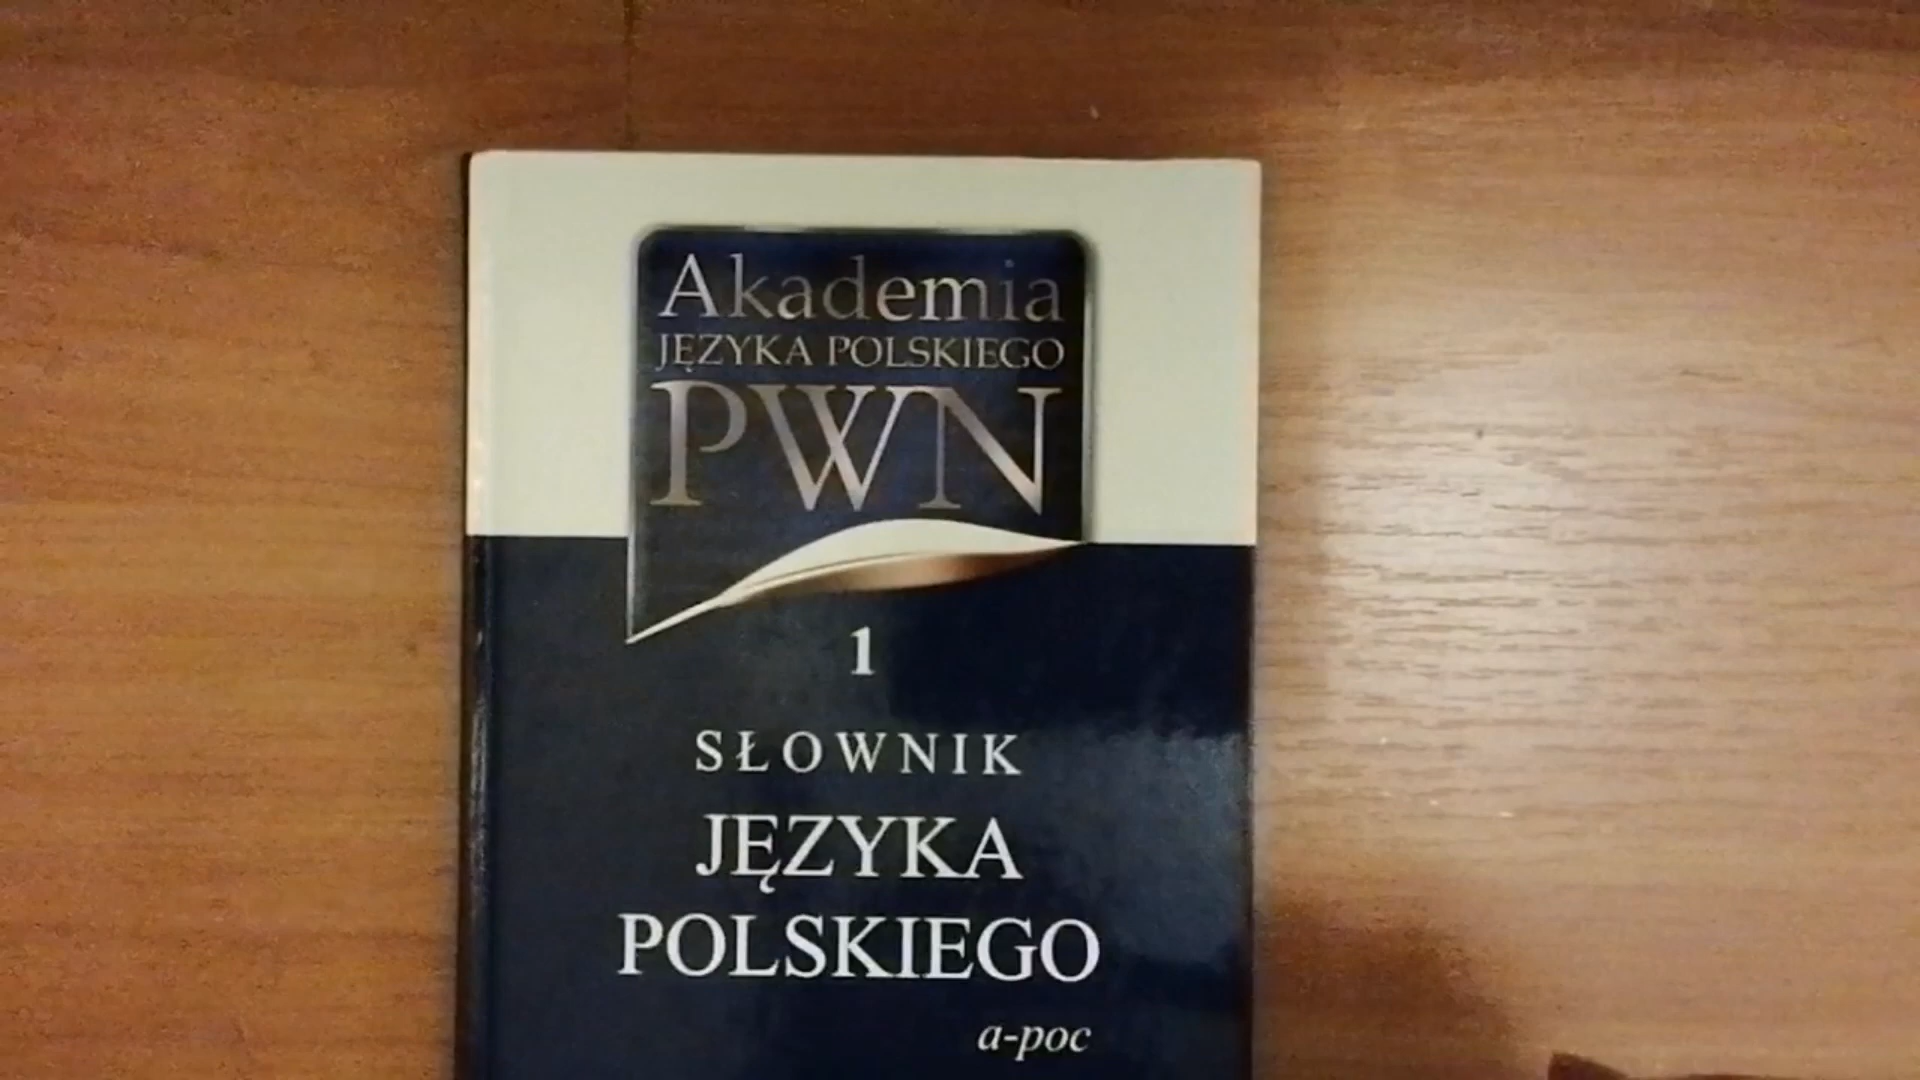 Akademia
JĘZYKA POLSKIEGO
PWN
1
SŁOWNIK
JĘZYKA
POLSKIEGO
a-poc